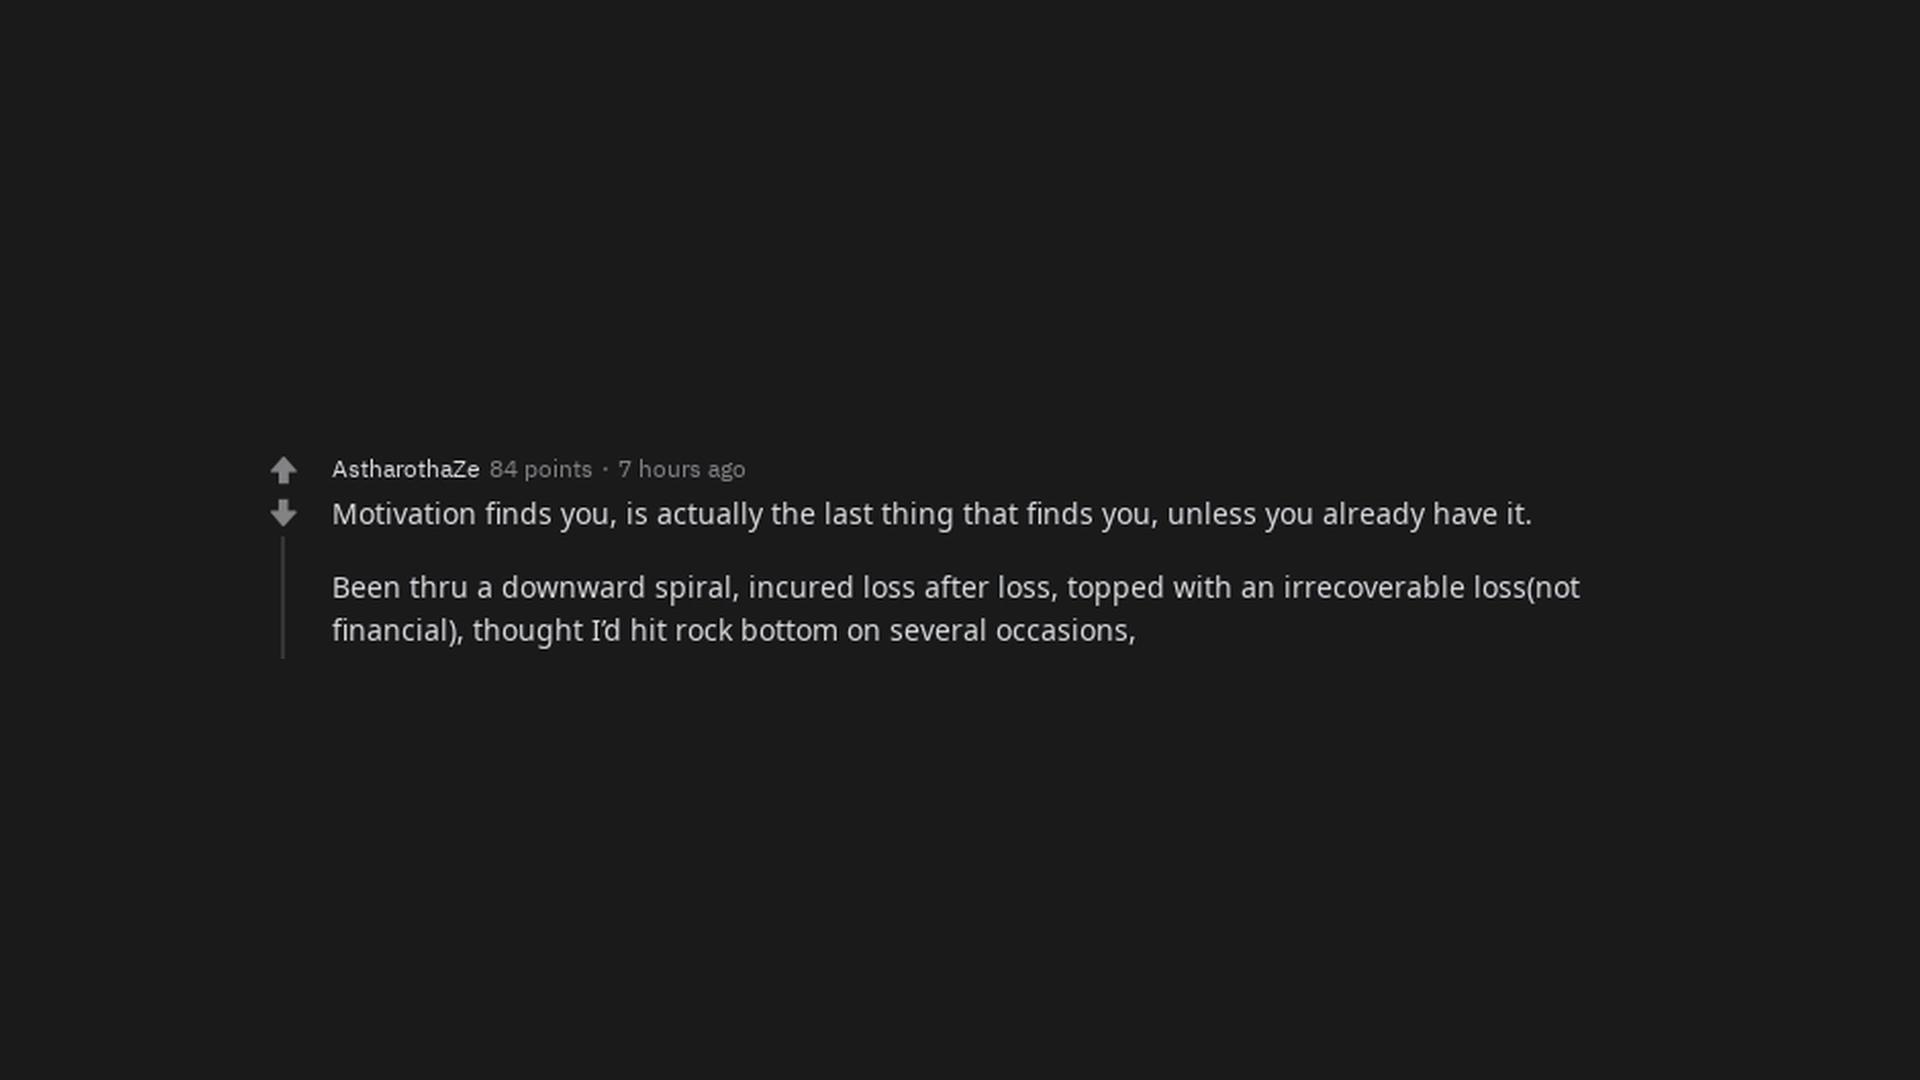 AstharothaZe 84 points · 7 hours ago
Motivation finds you, is actually the last thing that finds you, unless you already have it.
Been thru a downward spiral, incured loss after loss, topped with an irrecoverable loss(not
financial), thought I’d hit rock bottom on several occasions,